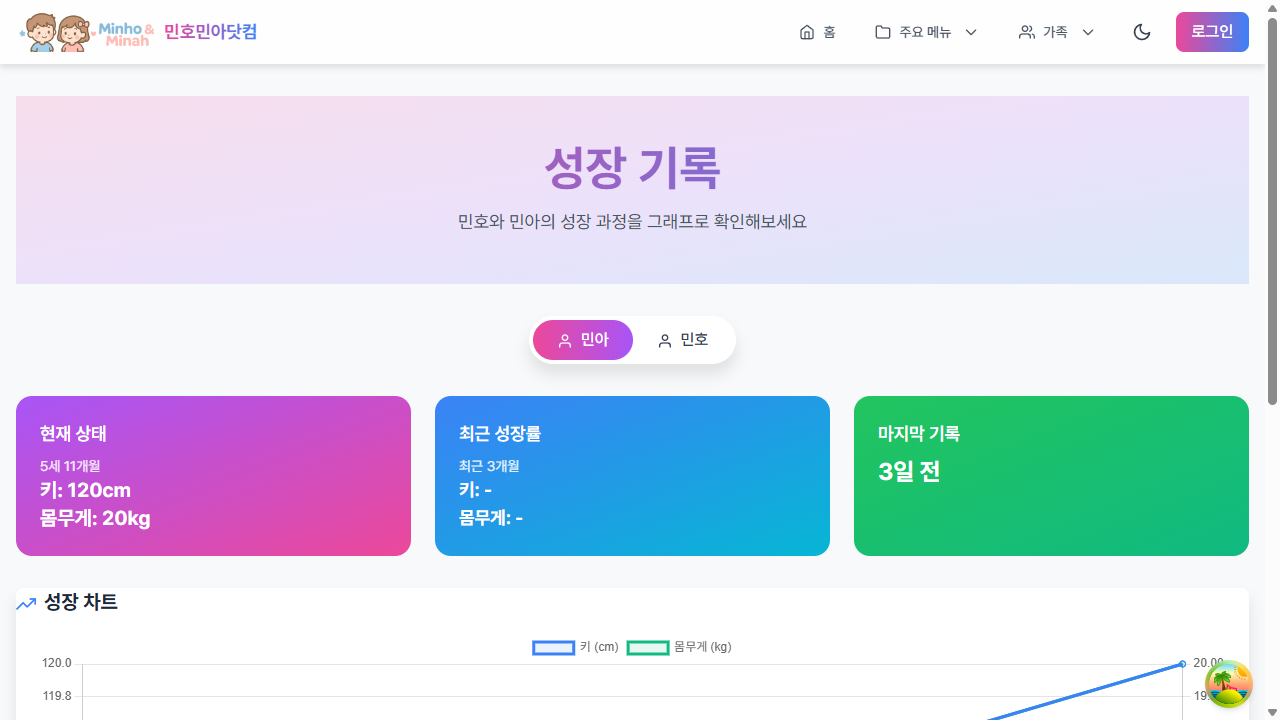 Minho &
Minah
민호민아닷컴
홈
주요 메뉴
가족
로그인
성장 기록
민호와 민아의 성장 과정을 그래프로 확인해보세요
민아
민호
현재 상태
5세 11개월
키: 120cm
몸무게: 20kg
최근 성장률
최근 3개월
키: -
몸무게: -
마지막 기록
3일 전
성장 차트
키 (cm)
몸무게 (kg)
120.0
20.00
119.8